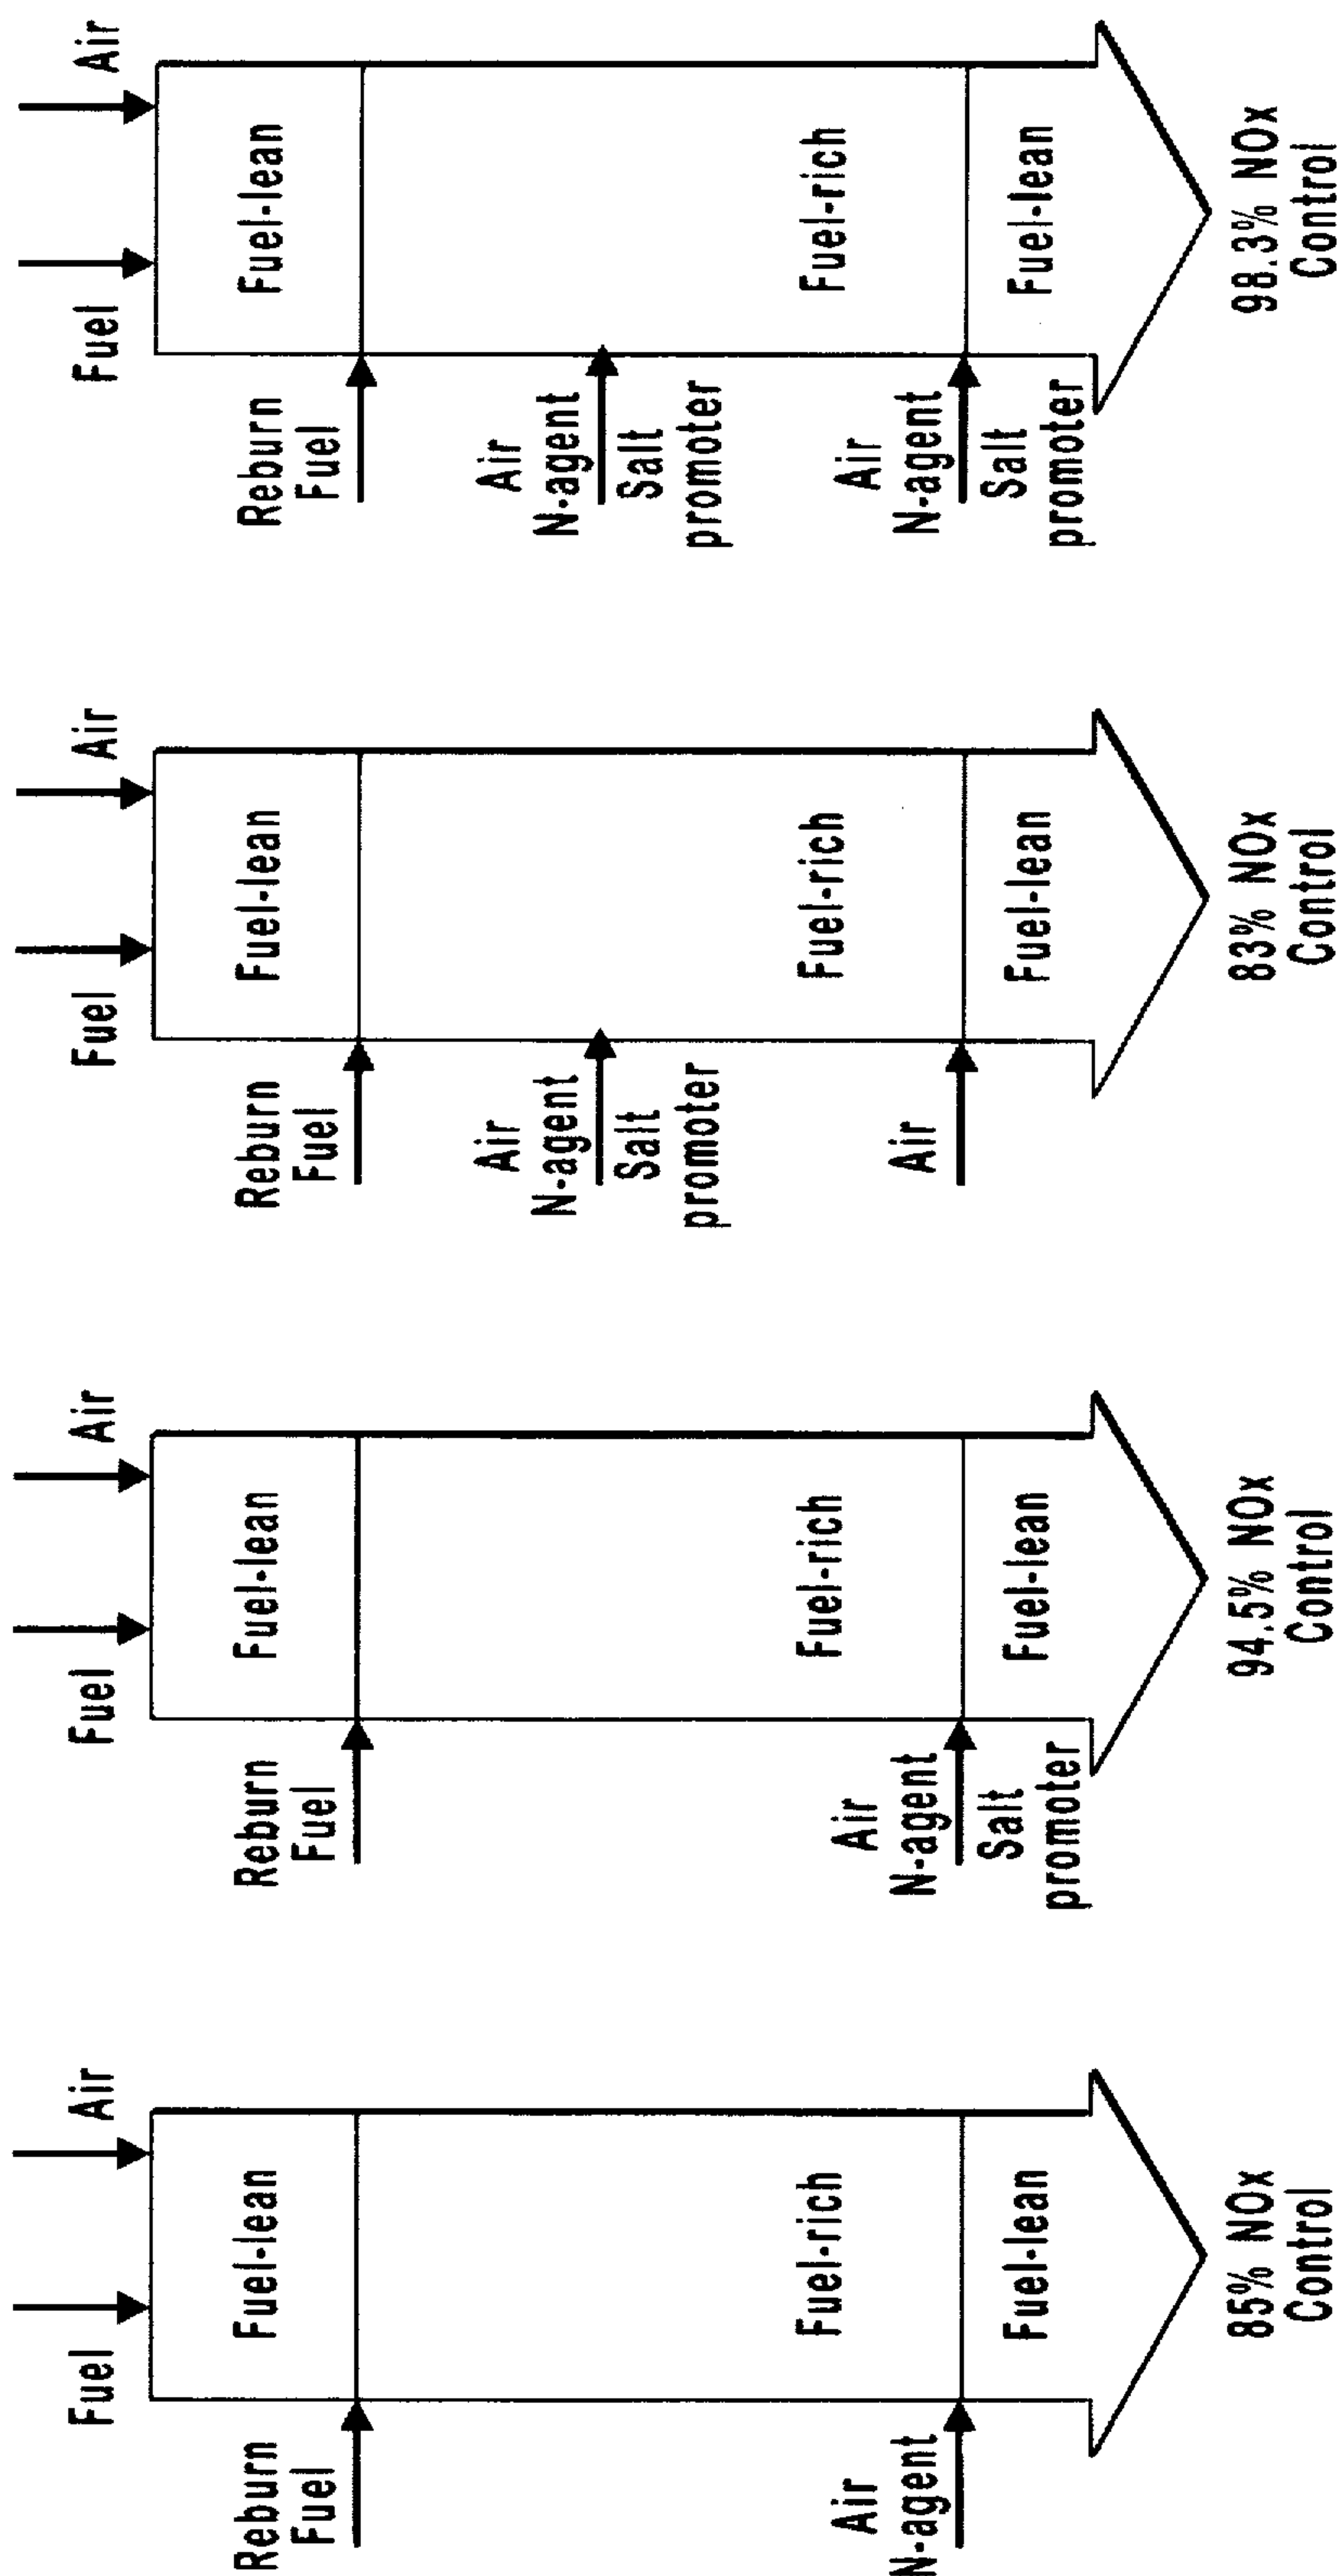 Fuel
Air
Fuel-lean
Reburn
Fuel
Fuel-rich
Air
N-agent
Fuel-lean
85% NOx
Control
Fuel
Air
Fuel-lean
Reburn
Fuel
Fuel-rich
Air
N-agent
Salt
promoter
Fuel-lean
94.5% NOx
Control
Fuel
Air
Fuel-lean
Reburn
Fuel
Air
N-agent
Salt
promoter
Fuel-rich
Air
Fuel-lean
83% NOx
Control
Fuel
Air
Fuel-lean
Reburn
Fuel
Air
N-agent
Salt
promoter
Fuel-rich
Air
N-agent
Salt
promoter
Fuel-lean
98.3% NOx
Control